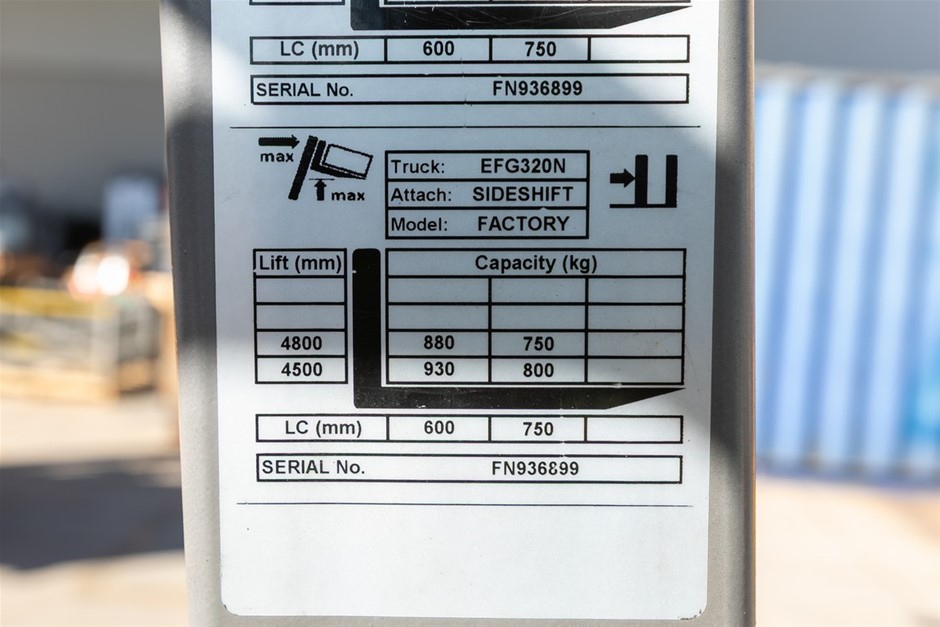 LC (mm) 600 750
SERIAL No. FN936899
max
max
Truck: EFG320N
Attach: SIDESHIFT
Model: FACTORY
Lift (mm) Capacity (kg)
4800 880 750
4500 930 800
LC (mm) 600 750
SERIAL No. FN936899